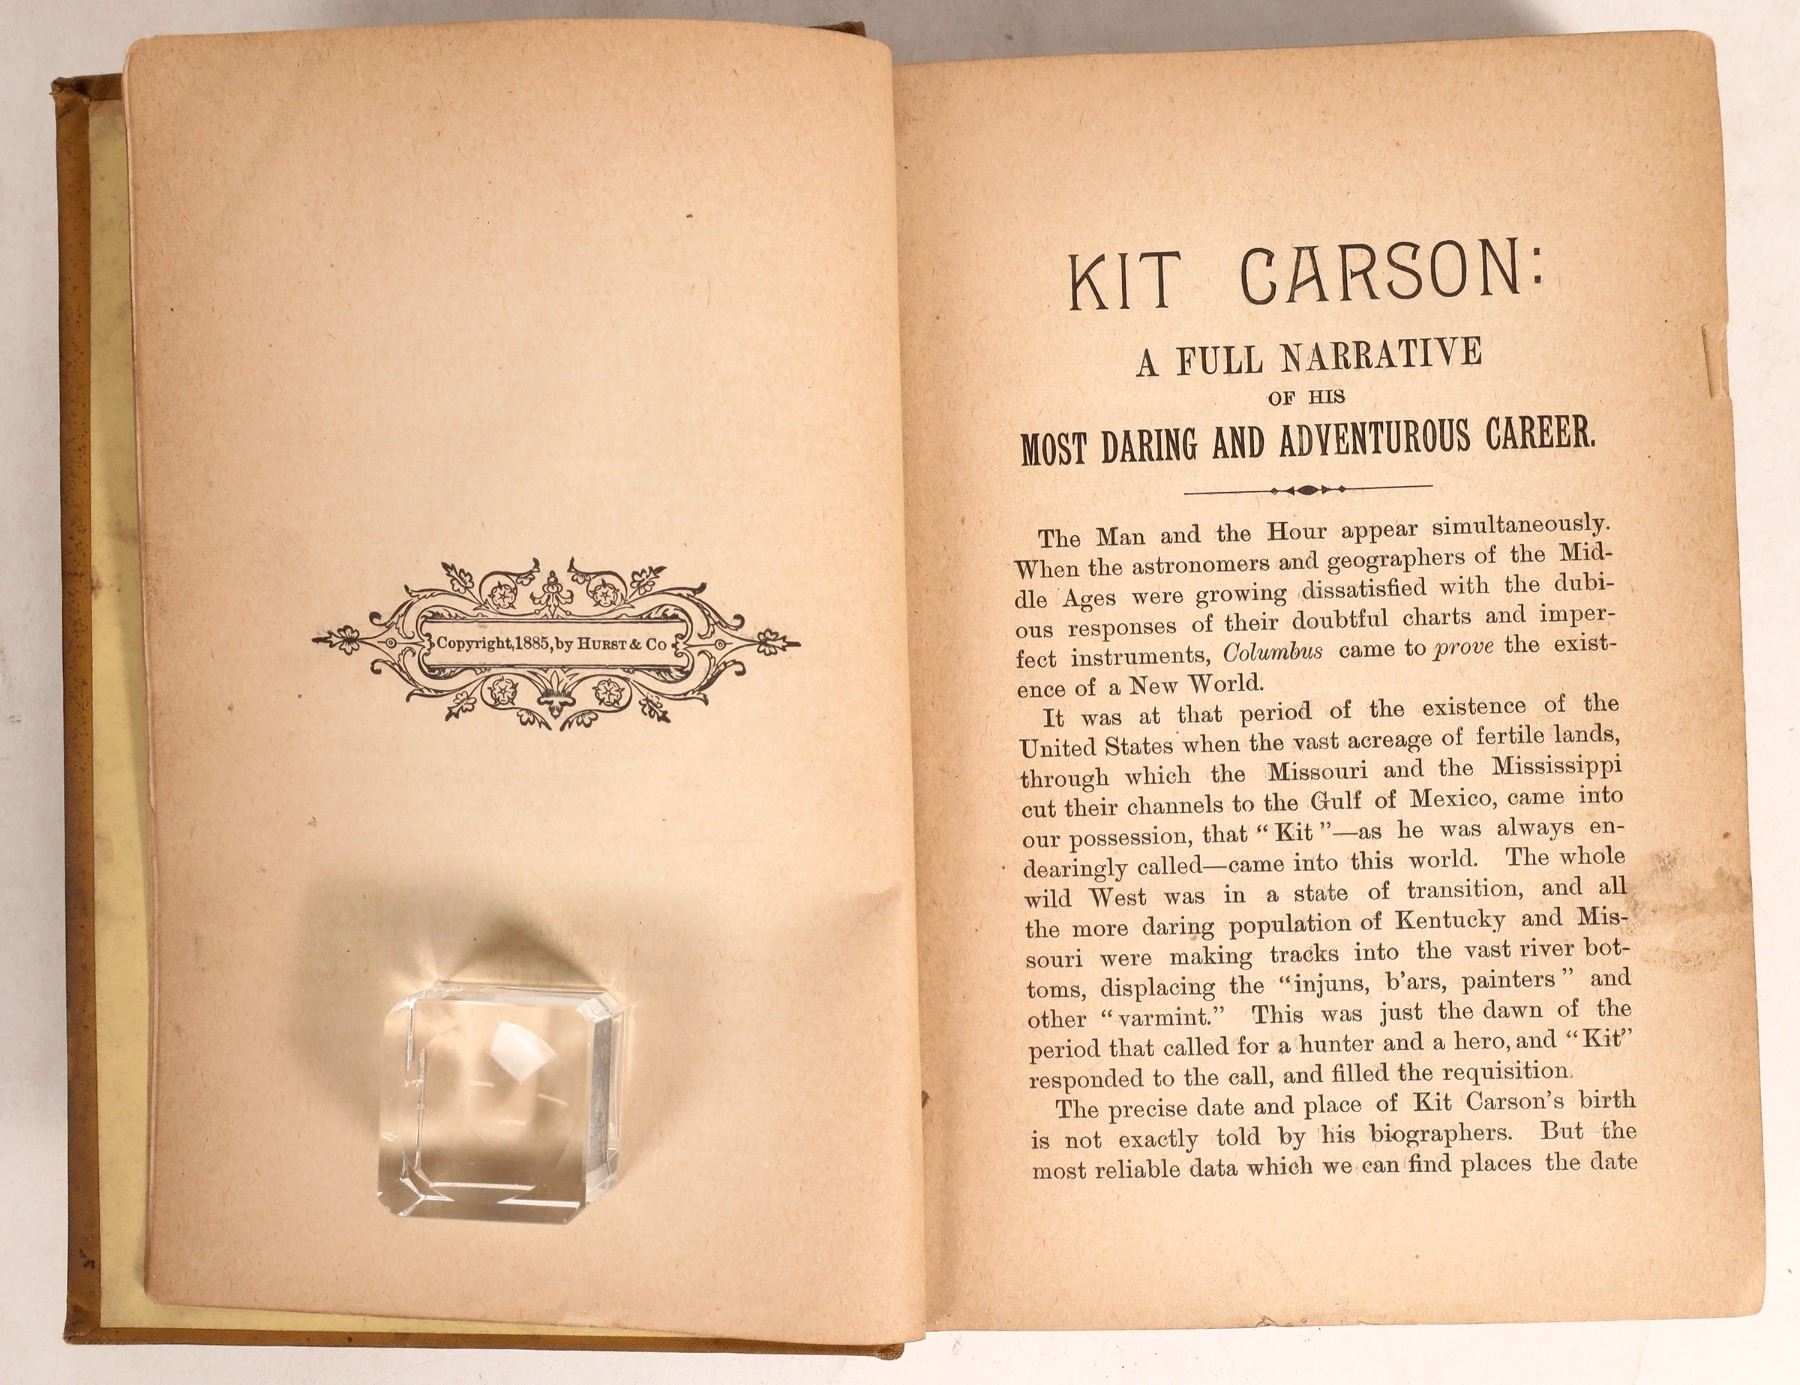 Copyright, 1885, by HURST & Co
KIT CARSON:
A FULL NARRATIVE
OF HIS
MOST DARING AND ADVENTUROUS CAREER.
The Man and the Hour appear simultaneously.
When the astronomers and geographers of the Mid-
dle Ages were growing dissatisfied with the dubi-
ous responses of their doubtful charts and imper-
fect instruments, Columbus came to prove the exist-
ence of a New World.
It was at that period of the existence of the
United States when the vast acreage of fertile lands,
through which the Missouri and the Mississippi
cut their channels to the Gulf of Mexico, came into
our possession, that “Kit”—as he was always en-
dearingly called—came into this world. The whole
wild West was in a state of transition, and all
the more daring population of Kentucky and Mis-
souri were making tracks into the vast river bot-
toms, displacing the “injuns, b'ars, painters” and
other “varmint.” This was just the dawn of the
period that called for a hunter and a hero, and “Kit”
responded to the call, and filled the requisition.
The precise date and place of Kit Carson's birth
is not exactly told by his biographers. But the
most reliable data which we can find places the date